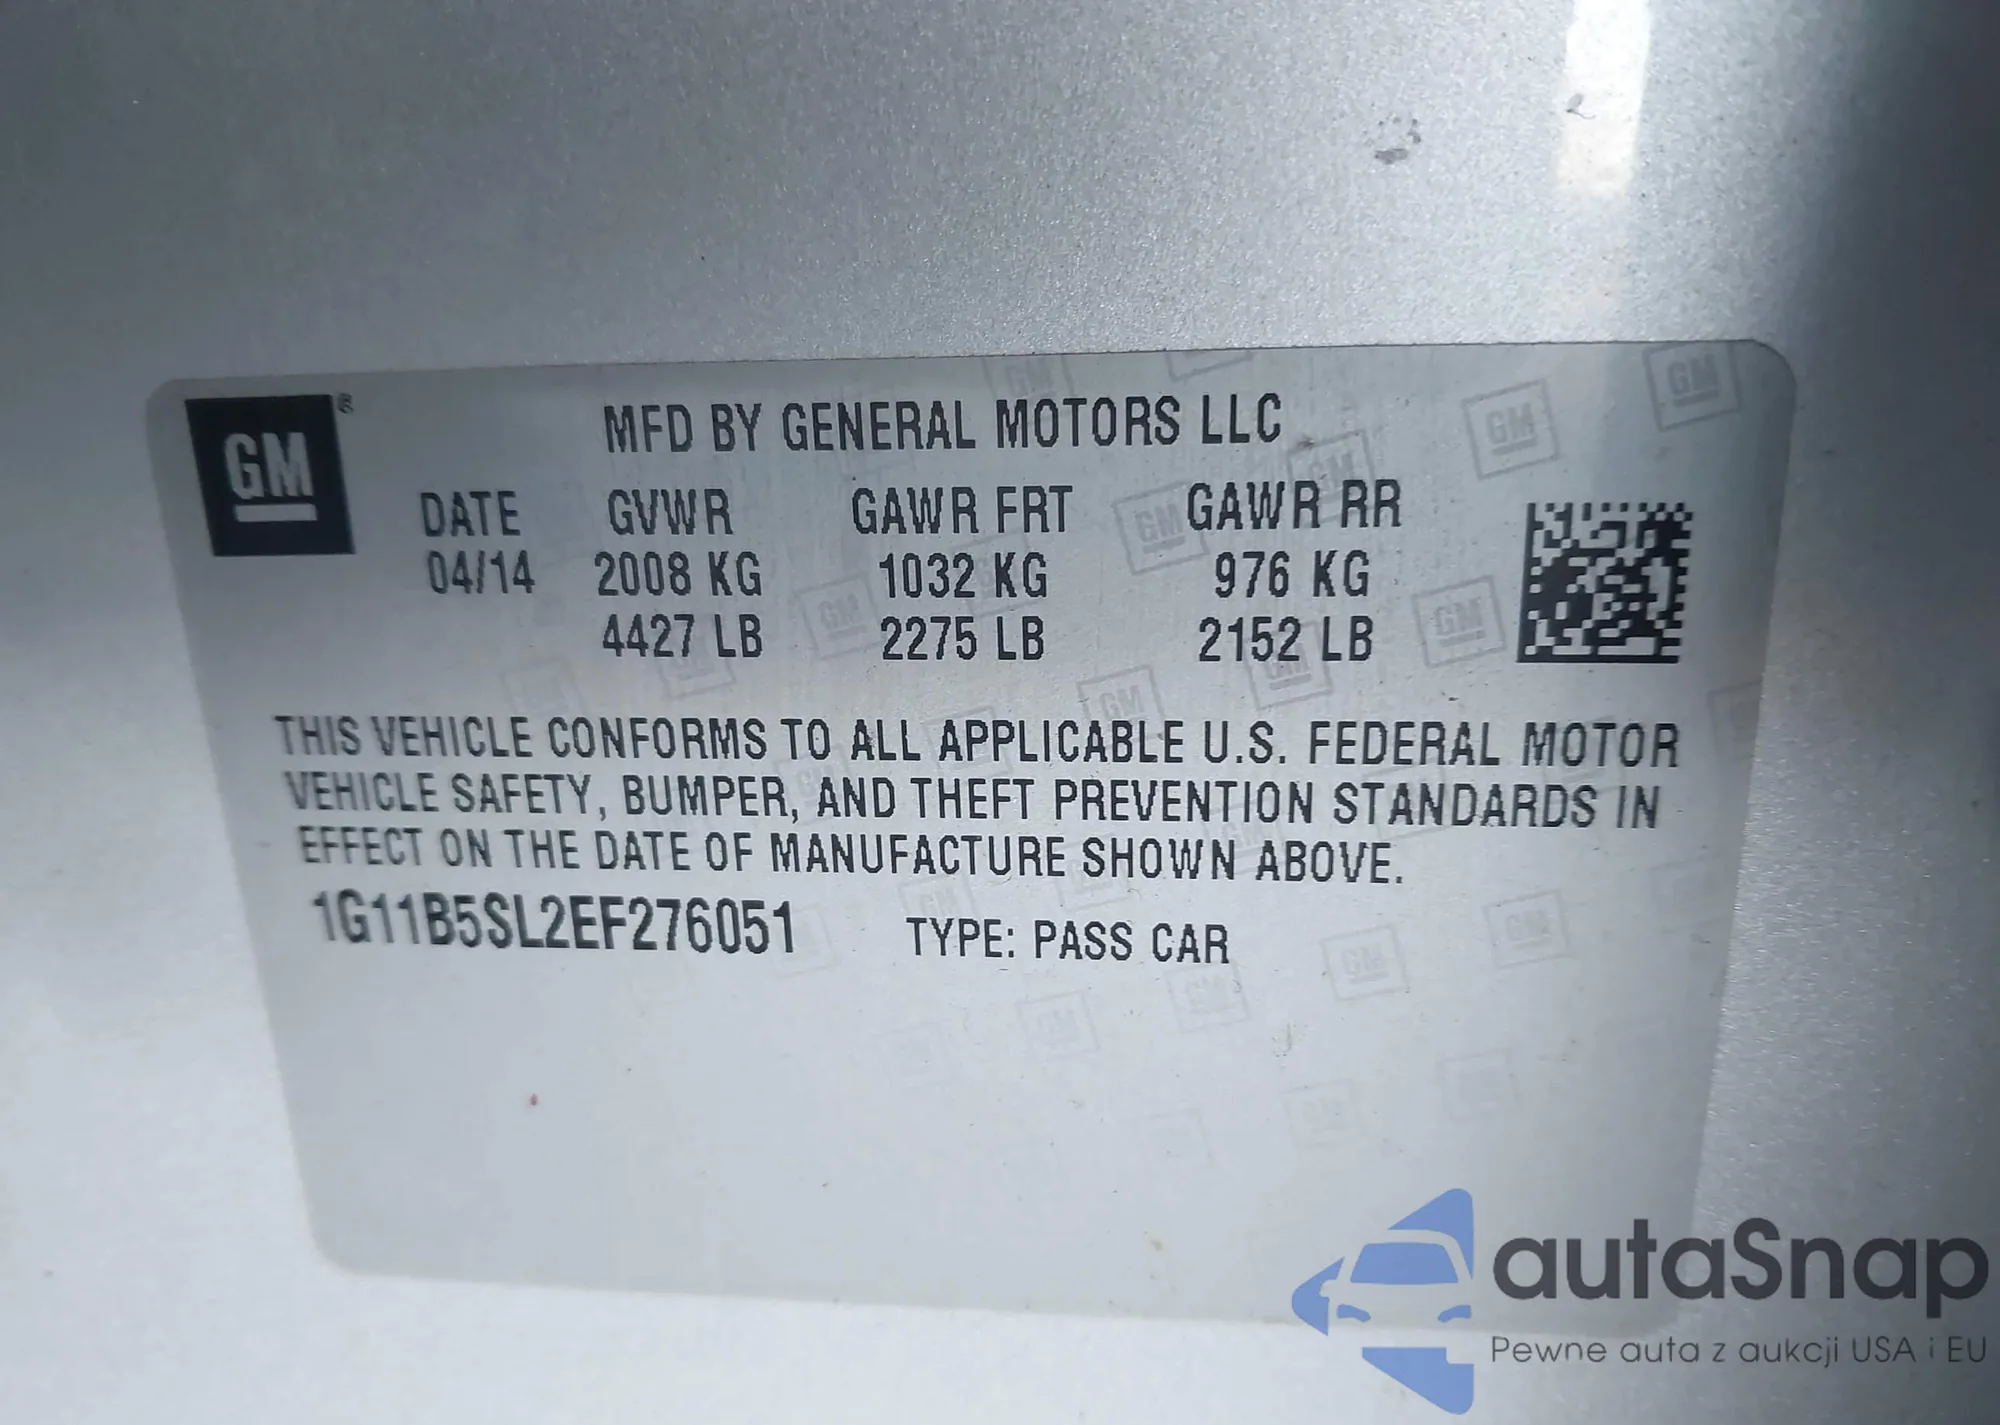 GM®
MFD BY GENERAL MOTORS LLC
DATE GVWR GAWR FRT GAWR RR
04/14 2008 KG 1032 KG 976 KG
4427 LB 2275 LB 2152 LB
THIS VEHICLE CONFORMS TO ALL APPLICABLE U.S. FEDERAL MOTOR
VEHICLE SAFETY, BUMPER, AND THEFT PREVENTION STANDARDS IN
EFFECT ON THE DATE OF MANUFACTURE SHOWN ABOVE.
1G11B5SL2EF276051 TYPE: PASS CAR
autaSnap
Pewne auta z aukcji USA i EU